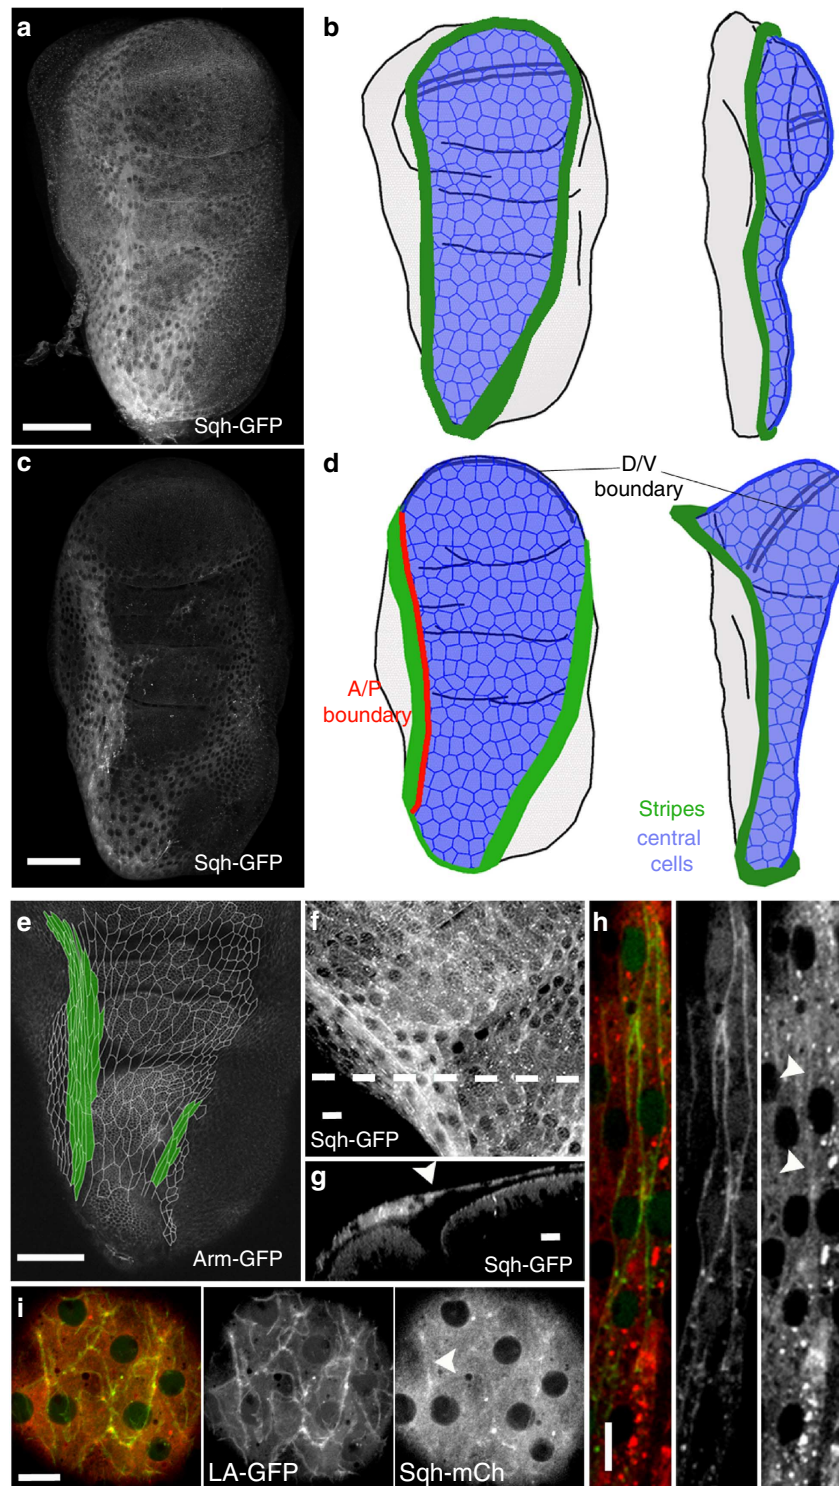 a
b
Sqh-GFP
c
d
D/V
boundary
A/P
boundary
Stripes
central
cells
Sqh-GFP
e
f
h
Sqh-GFP
g
Arm-GFP
Sqh-GFP
i
LA-GFP
Sqh-mCh